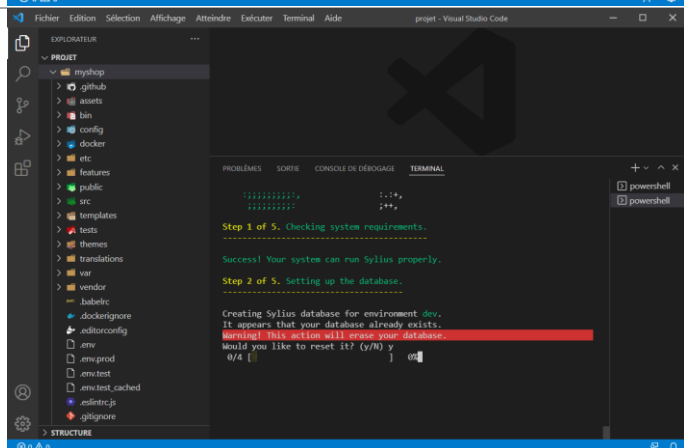 Fichier Edition Sélection Affichage Atteindre Exécuter Terminal Aide projet - Visual Studio Code
EXPLORATEUR
PROJET
myshop
.github
assets
bin
config
docker
etc
features
public
src
templates
tests
themes
translations
var
vendor
.babelrc
.dockerignore
.editorconfig
.env
.env.prod
.env.test
.env.test_cached
.eslintrc.js
.gitignore
STRUCTURE
PROBLÈMES SORTIE CONSOLE DE DÉBOGAGE TERMINAL
:;;;;;;;;;:, :.:+,
;;;;;;;;;: ;++,
Step 1 of 5. Checking system requirements.
------------------------------------------
Success! Your system can run Sylius properly.
Step 2 of 5. Setting up the database.
-------------------------------------
Creating Sylius database for environment dev.
It appears that your database already exists.
Warning! This action will erase your database.
Would you like to reset it? (y/N) y
0/4 [ ] 0%
powershell
powershell